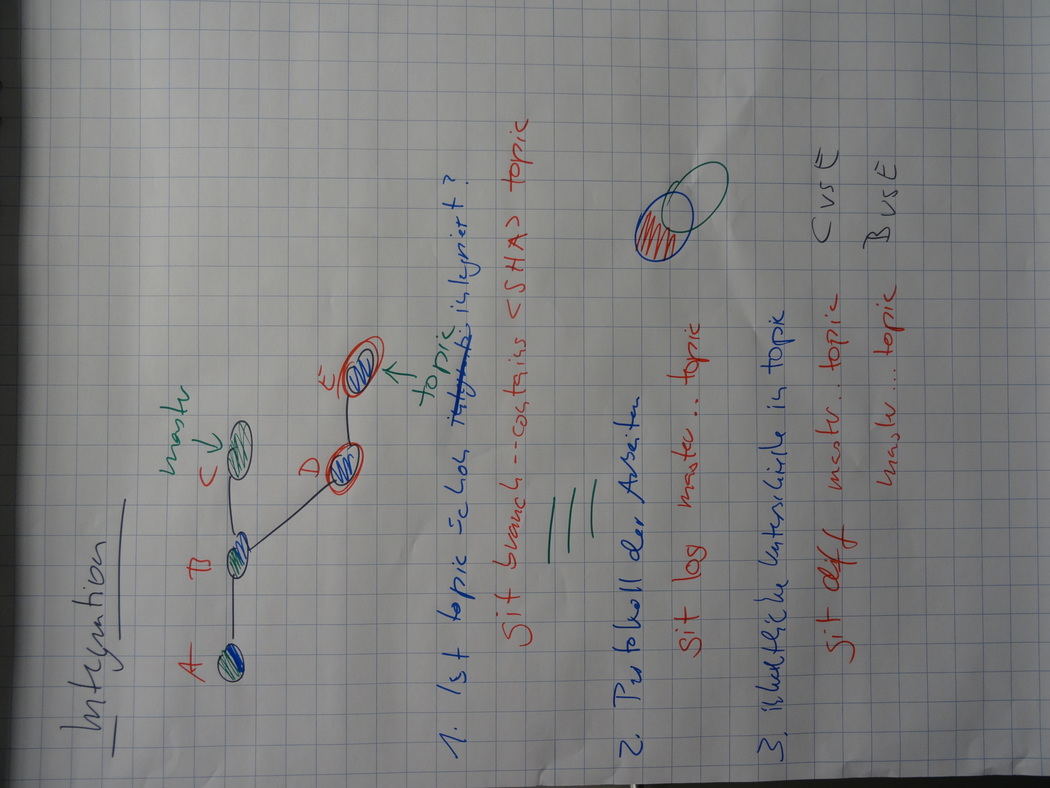 Integration
master
A B C
D E
topic
1. Ist topic schon integriert?
git branch --contains <SHA> topic
2. Protokoll der Arbeiten
git log master..topic
3. inhaltliche Unterschiede in topic
git diff master..topic C vs E
master...topic B vs E